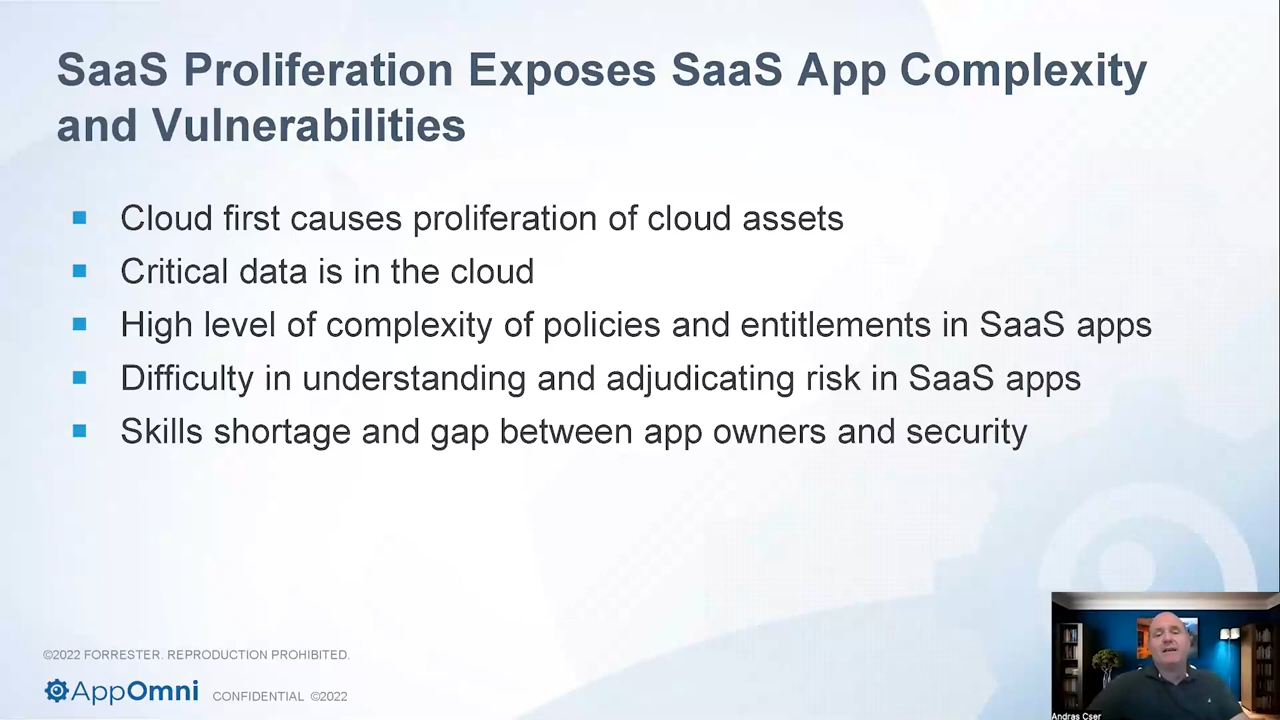 SaaS Proliferation Exposes SaaS App Complexity
and Vulnerabilities
Cloud first causes proliferation of cloud assets
Critical data is in the cloud
High level of complexity of policies and entitlements in SaaS apps
Difficulty in understanding and adjudicating risk in SaaS apps
Skills shortage and gap between app owners and security
©2022 FORRESTER. REPRODUCTION PROHIBITED.
AppOmni CONFIDENTIAL ©2022
Andras Cser